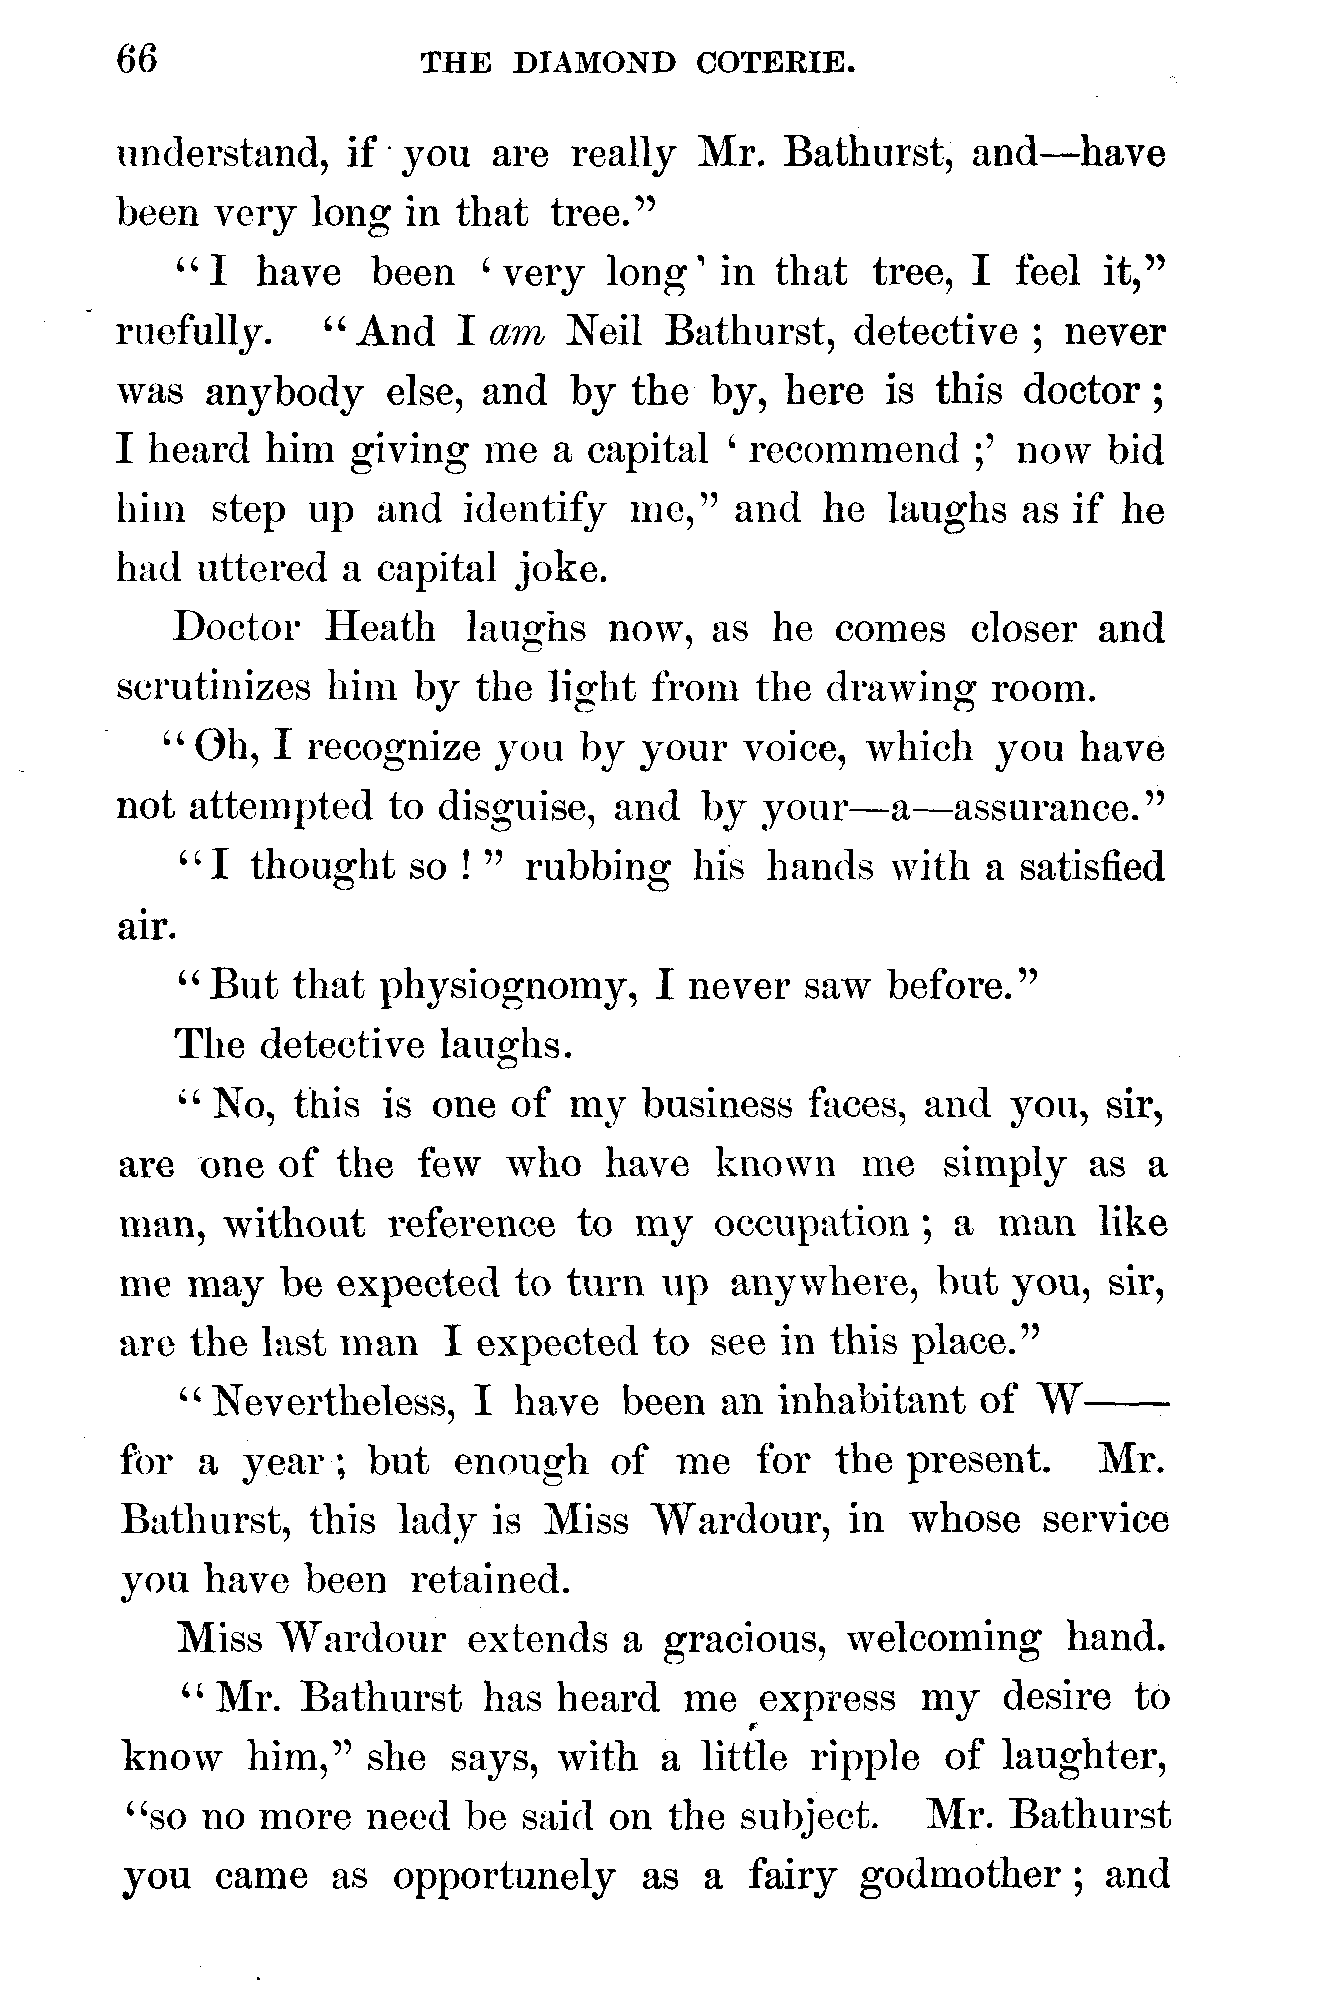 66 THE DIAMOND COTERIE.
understand, if you are really Mr. Bathurst, and—have
been very long in that tree."
"I have been 'very long' in that tree, I feel it,"
ruefully. "And I am Neil Bathurst, detective; never
was anybody else, and by the by, here is this doctor;
I heard him giving me a capital 'recommend;' now bid
him step up and identify me," and he laughs as if he
had uttered a capital joke.
Doctor Heath laughs now, as he comes closer and
scrutinizes him by the light from the drawing room.
"Oh, I recognize you by your voice, which you have
not attempted to disguise, and by your—a—assurance."
"I thought so!" rubbing his hands with a satisfied
air.
"But that physiognomy, I never saw before."
The detective laughs.
"No, this is one of my business faces, and you, sir,
are one of the few who have known me simply as a
man, without reference to my occupation; a man like
me may be expected to turn up anywhere, but you, sir,
are the last man I expected to see in this place."
"Nevertheless, I have been an inhabitant of W——
for a year; but enough of me for the present. Mr.
Bathurst, this lady is Miss Wardour, in whose service
you have been retained.
Miss Wardour extends a gracious, welcoming hand.
"Mr. Bathurst has heard me express my desire to
know him," she says, with a little ripple of laughter,
"so no more need be said on the subject. Mr. Bathurst
you came as opportunely as a fairy godmother; and